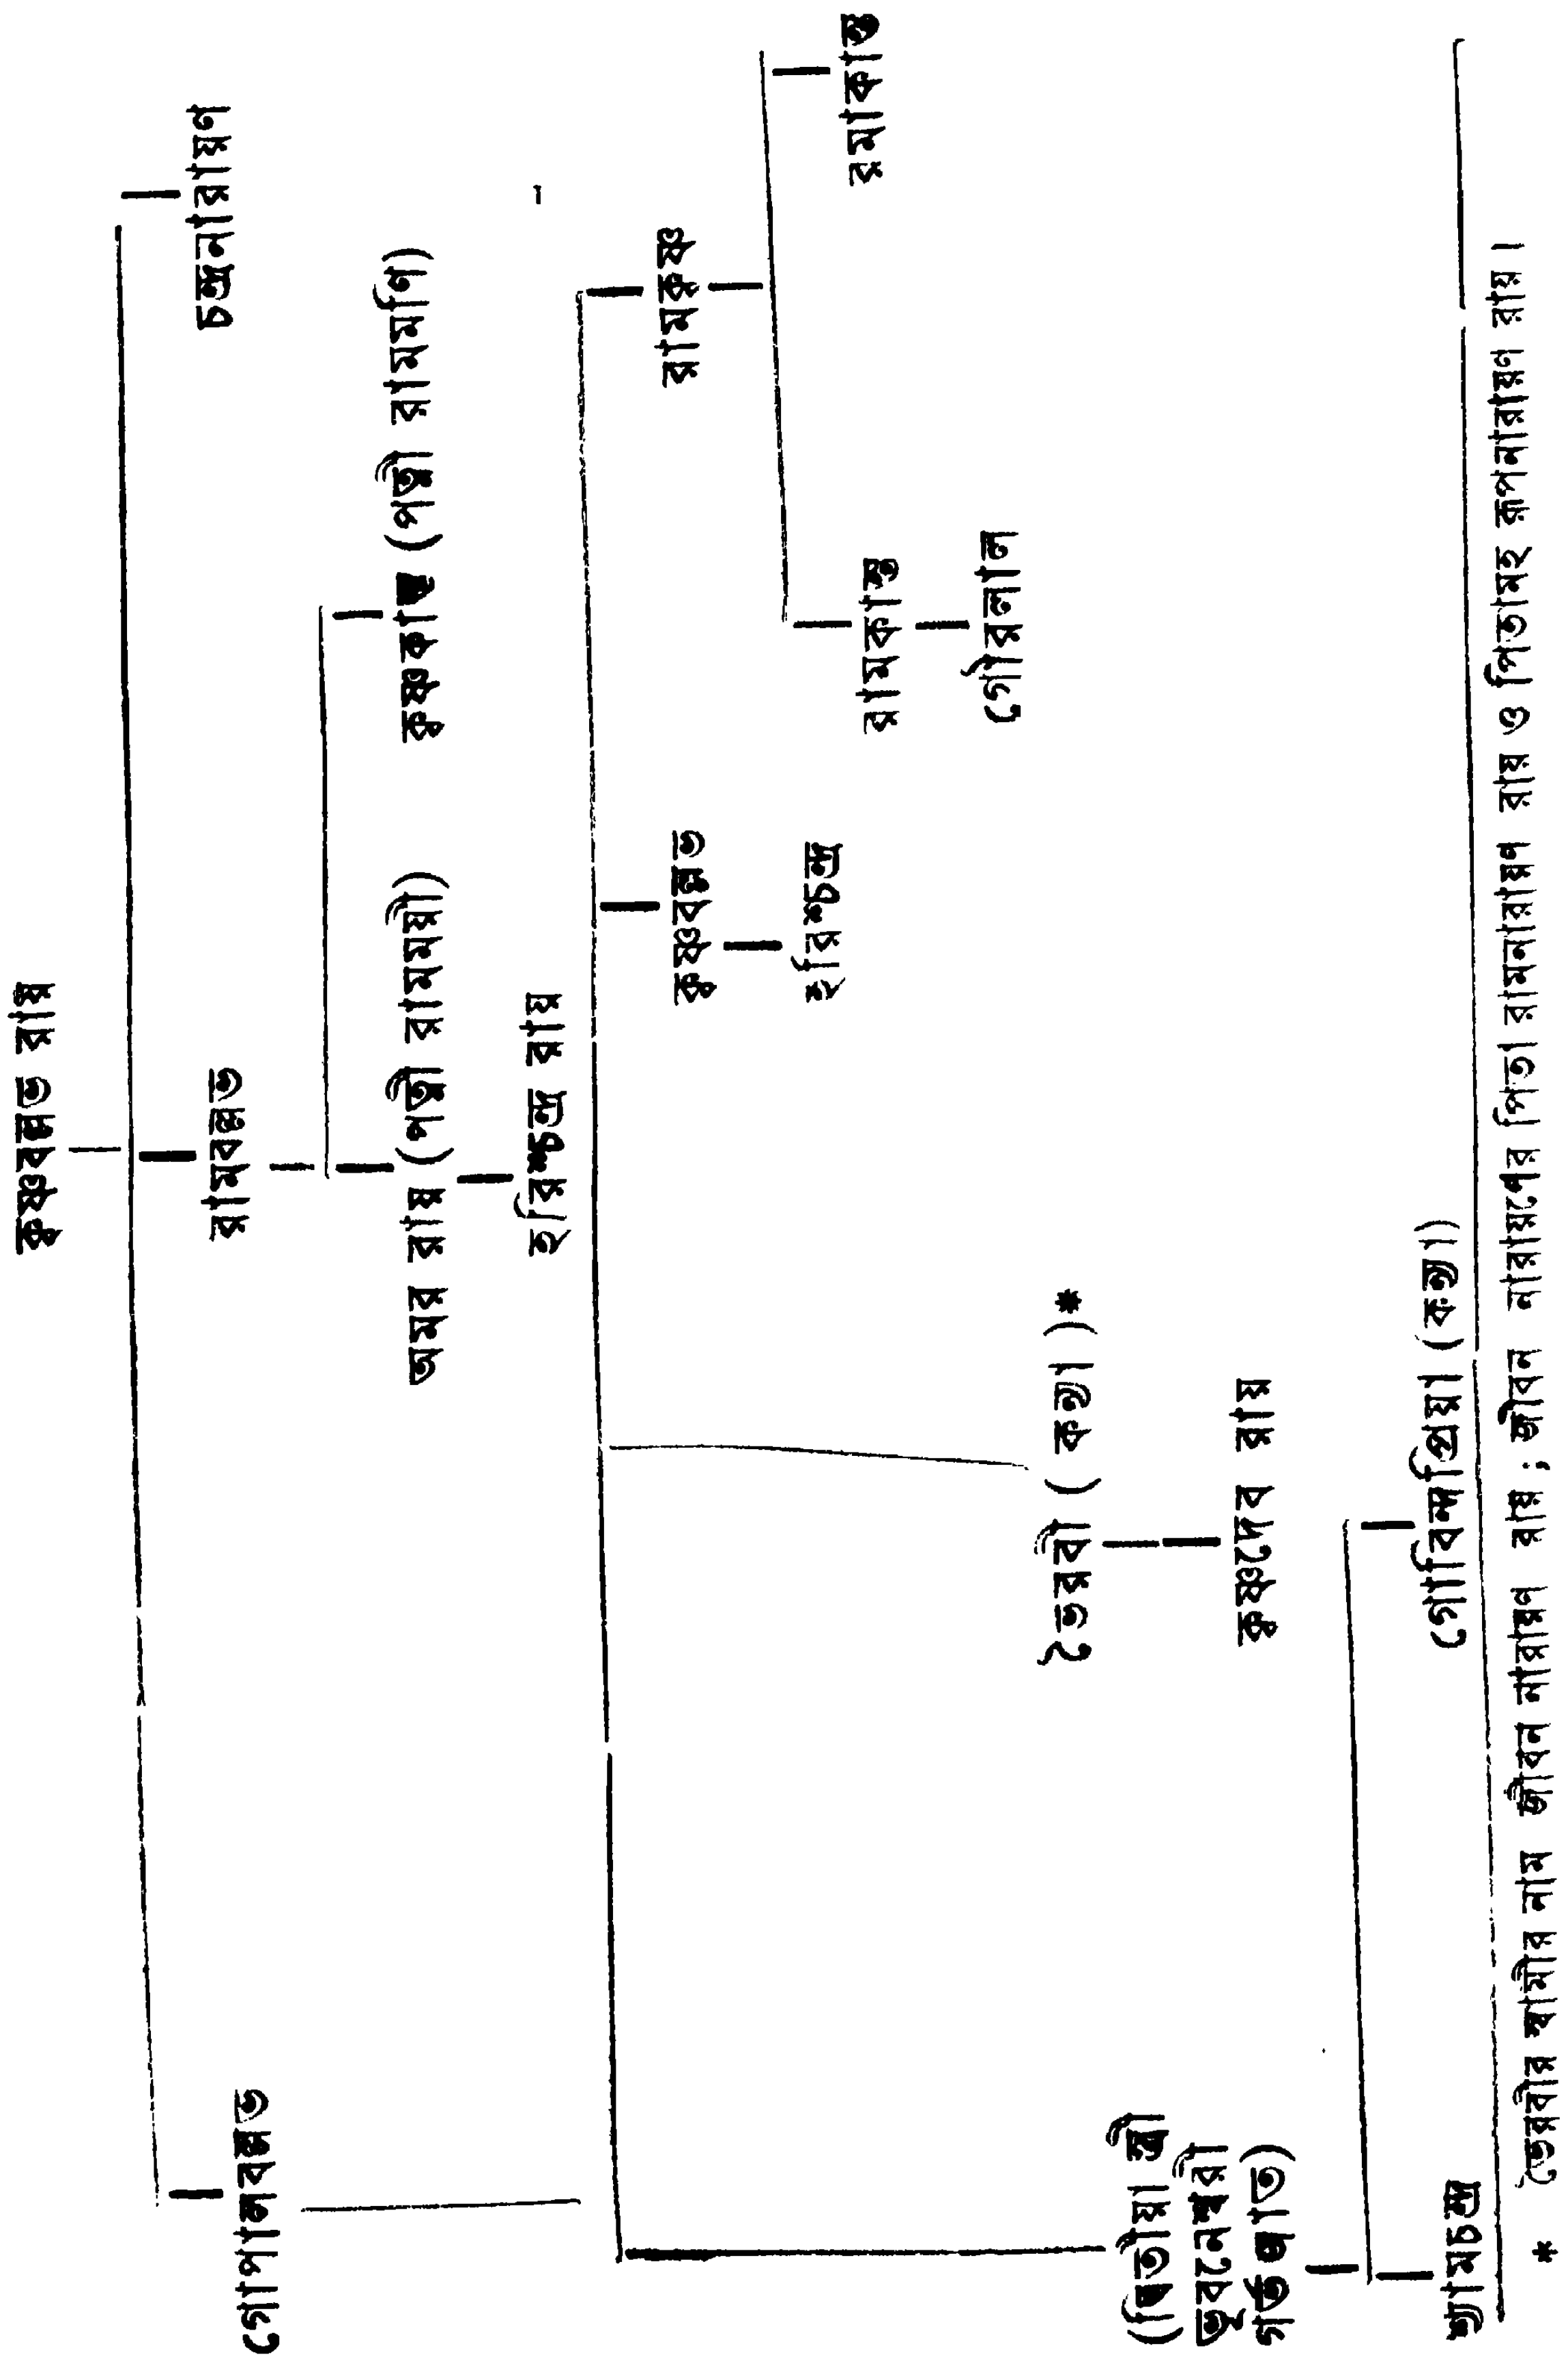 কৃষ্ণবল্লভ রায়
গোপালবল্লভ
রামবল্লভ
চন্দ্রনারায়ণ
অমর রায় (পত্নী রামময়ী)
কৃষ্ণকান্ত (পত্নী রামমণি)
হরিশ্চন্দ্র রায়
কৃষ্ণবল্লভ
রামকৃষ্ণ
হরিশ্চন্দ্র
রামকান্ত
রমাকান্ত
গৌরলাল
ভৈরবী ( কন্যা )*
(দ্বিতীয়া স্ত্রী
ভুবনেশ্বরী
গর্ভজাত)
কৃষ্ণদেব রায়
শ্যামচন্দ্র
গোবিন্দপ্রিয়া (কন্যা)
* ভৈরবীর স্বামীর নাম জীবন নারায়ণ রায় ; জীবন নারায়ণের পিতা রামনারায়ণ রায় ও পিতামহ রূপনারায়ণ রায় ।